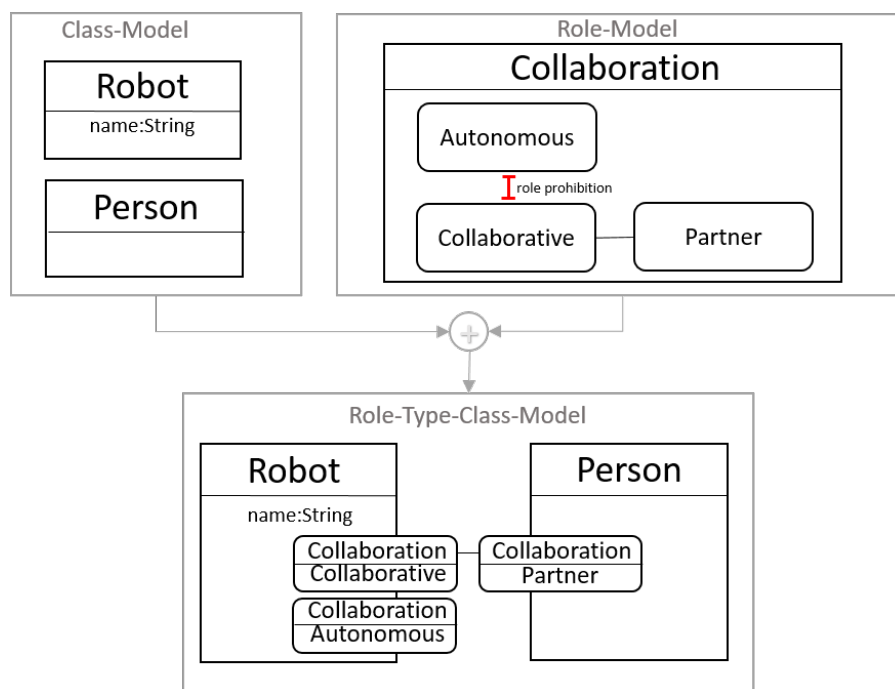 Class-Model
Robot
name:String
Person
Role-Model
Collaboration
Autonomous
role prohibition
Collaborative
Partner
Role-Type-Class-Model
Robot
name:String
Collaboration
Collaborative
Collaboration
Autonomous
Person
Collaboration
Partner